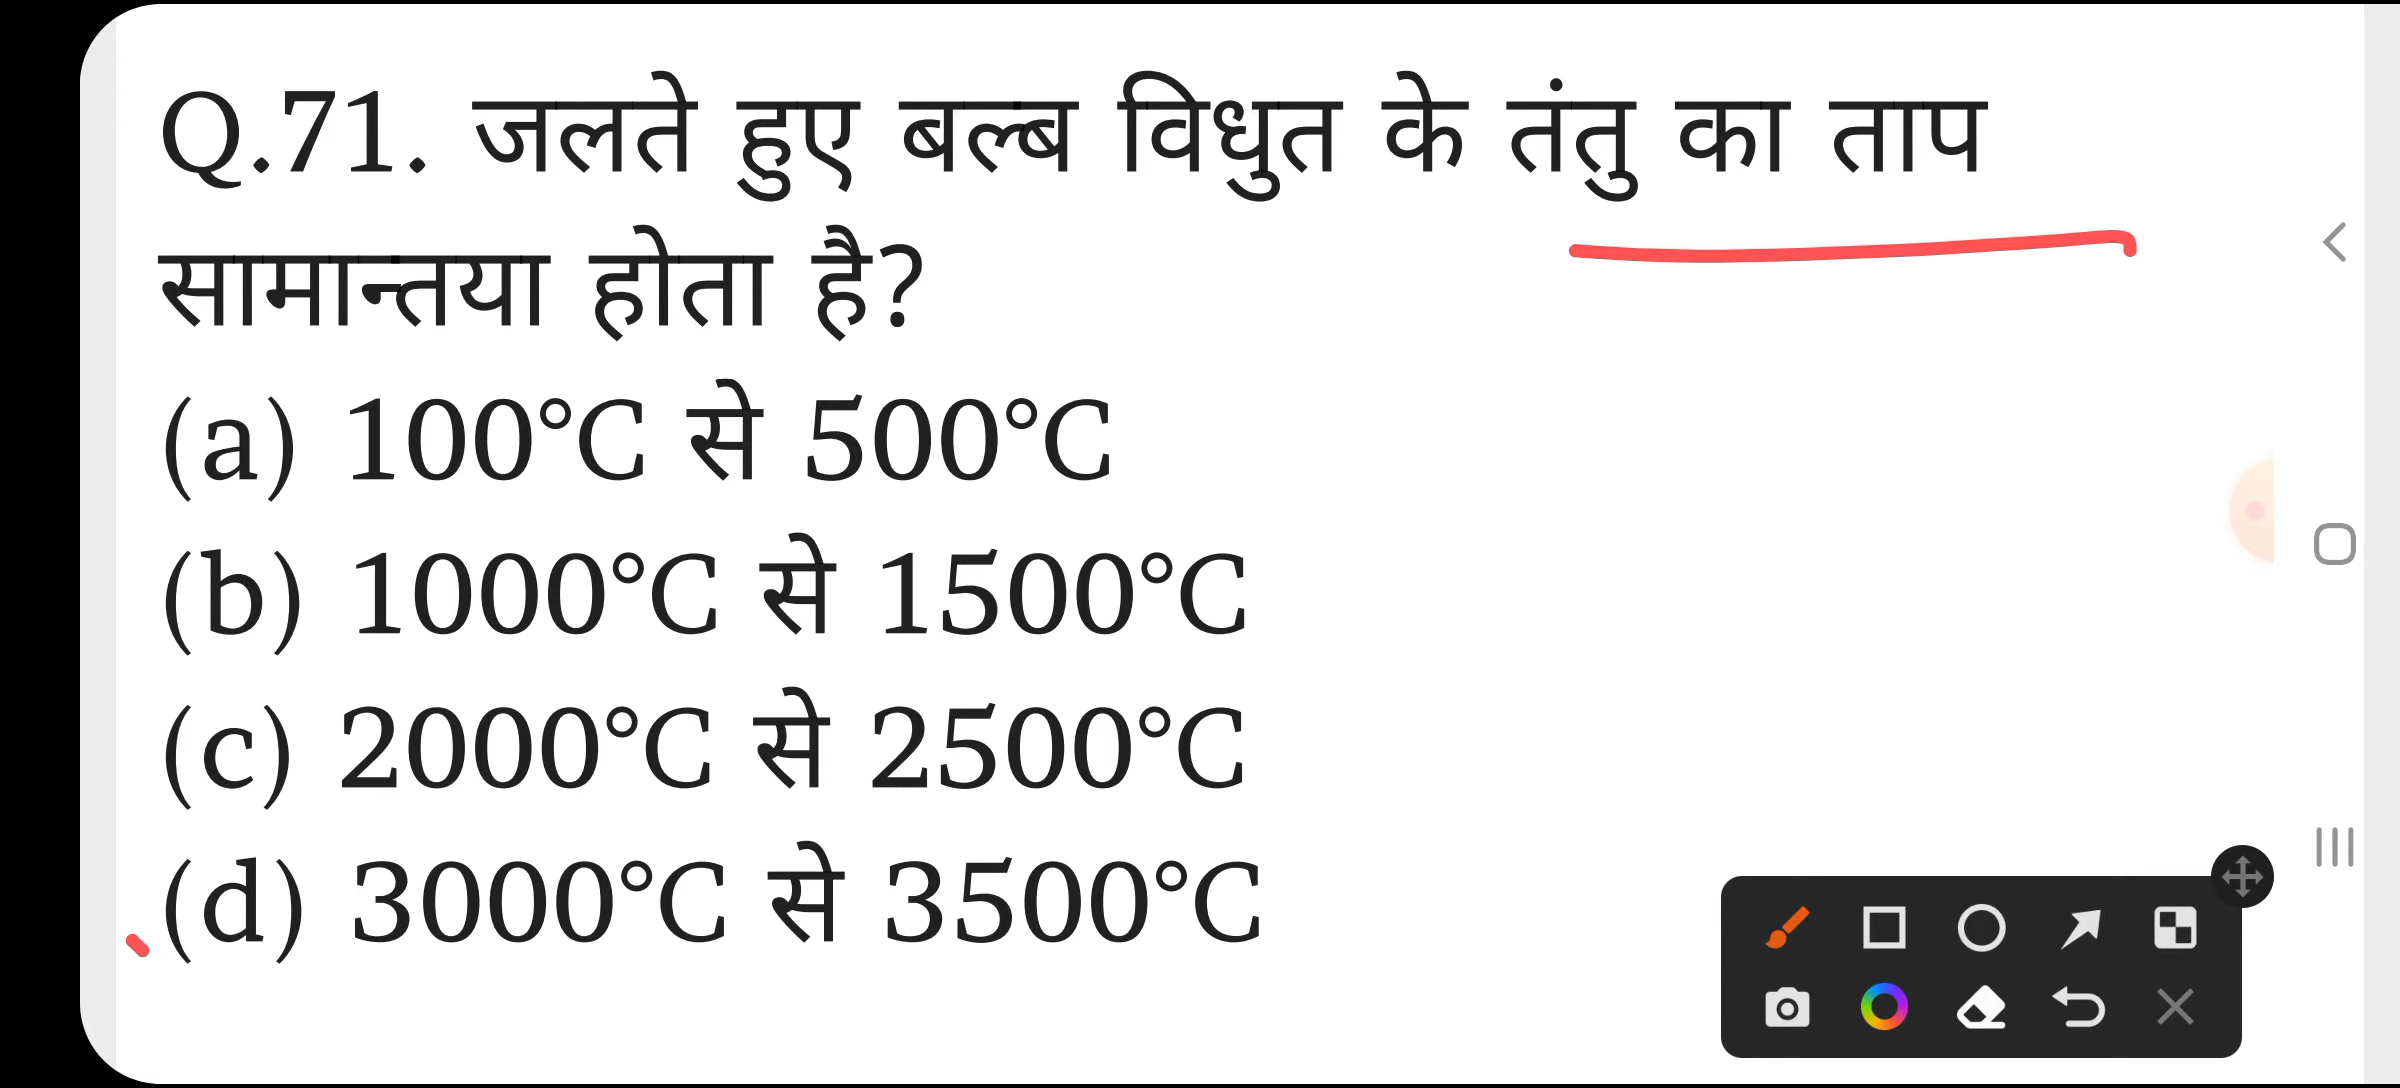 Q.71. जलते हुए बल्ब विधुत के तंतु का ताप
सामान्तया होता है?
(a) 100°C से 500°C
(b) 1000°C से 1500°C
(c) 2000°C से 2500°C
(d) 3000°C से 3500°C